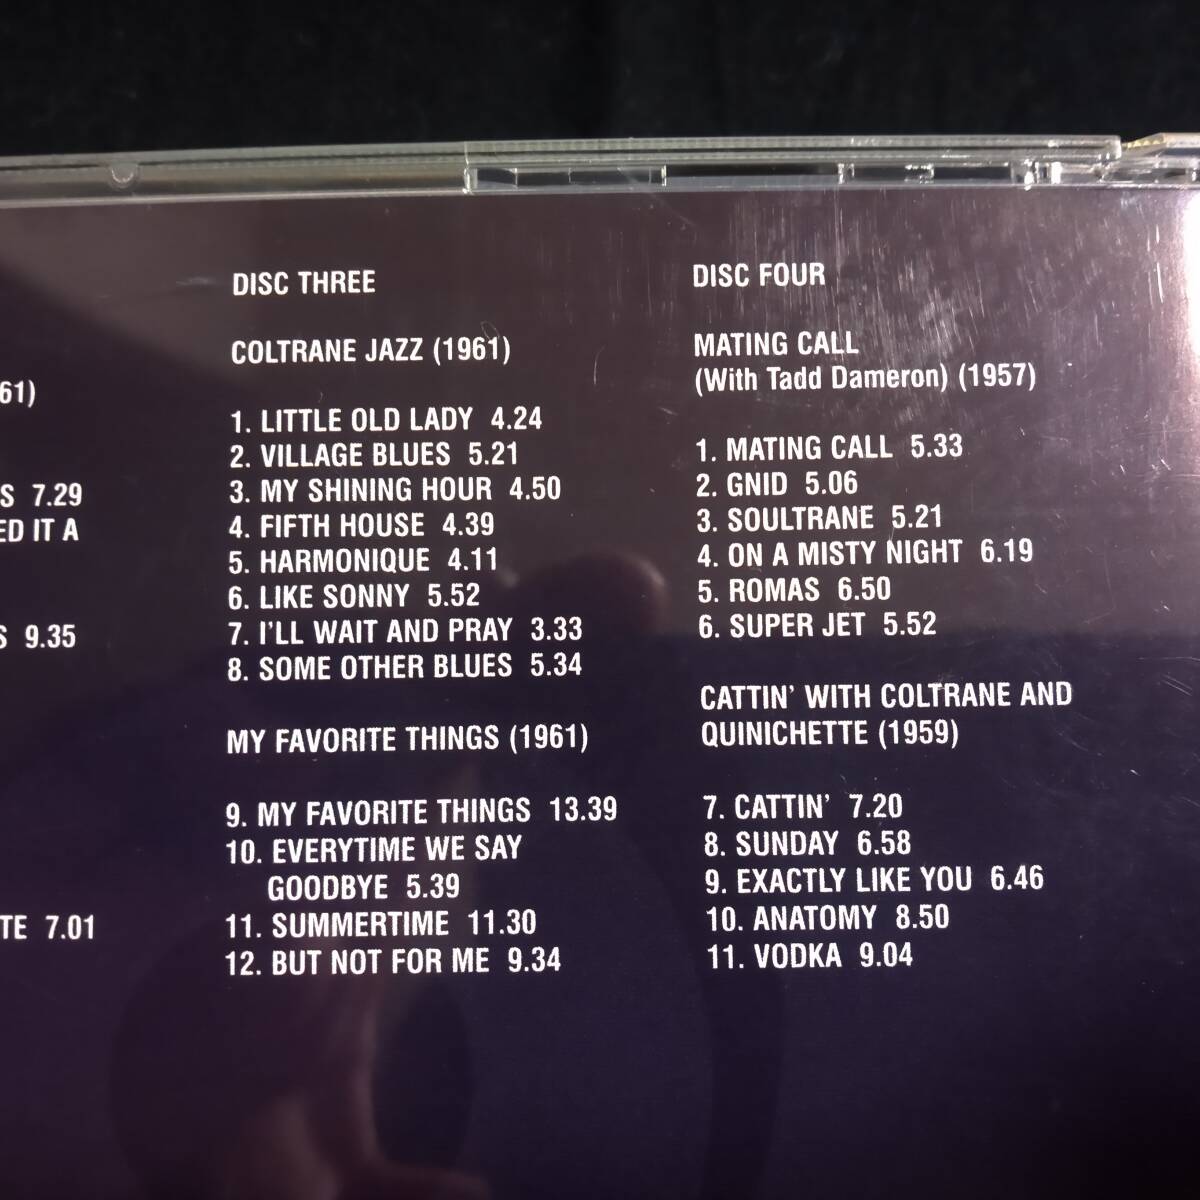 61)
S 7.29
ED IT A
S 9.35
TE 7.01
DISC THREE
COLTRANE JAZZ (1961)
1. LITTLE OLD LADY 4.24
2. VILLAGE BLUES 5.21
3. MY SHINING HOUR 4.50
4. FIFTH HOUSE 4.39
5. HARMONIQUE 4.11
6. LIKE SONNY 5.52
7. I'LL WAIT AND PRAY 3.33
8. SOME OTHER BLUES 5.34
MY FAVORITE THINGS (1961)
9. MY FAVORITE THINGS 13.39
10. EVERYTIME WE SAY
GOODBYE 5.39
11. SUMMERTIME 11.30
12. BUT NOT FOR ME 9.34
DISC FOUR
MATING CALL
(With Tadd Dameron) (1957)
1. MATING CALL 5.33
2. GNID 5.06
3. SOULTRANE 5.21
4. ON A MISTY NIGHT 6.19
5. ROMAS 6.50
6. SUPER JET 5.52
CATTIN' WITH COLTRANE AND
QUINICHETTE (1959)
7. CATTIN' 7.20
8. SUNDAY 6.58
9. EXACTLY LIKE YOU 6.46
10. ANATOMY 8.50
11. VODKA 9.04